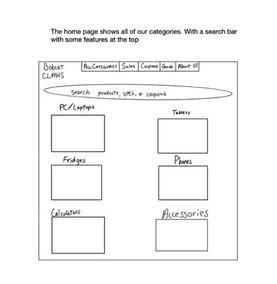 The home page shows all of our categories. With a search bar
with some features at the top
Bobcat
CLAWS
ALL CATEGORIES Sales Coupons Guide About US
Search products, UPCs, + coupons
PC/Laptops
Tablets
Fridges
Phones
Calculators
Accessories